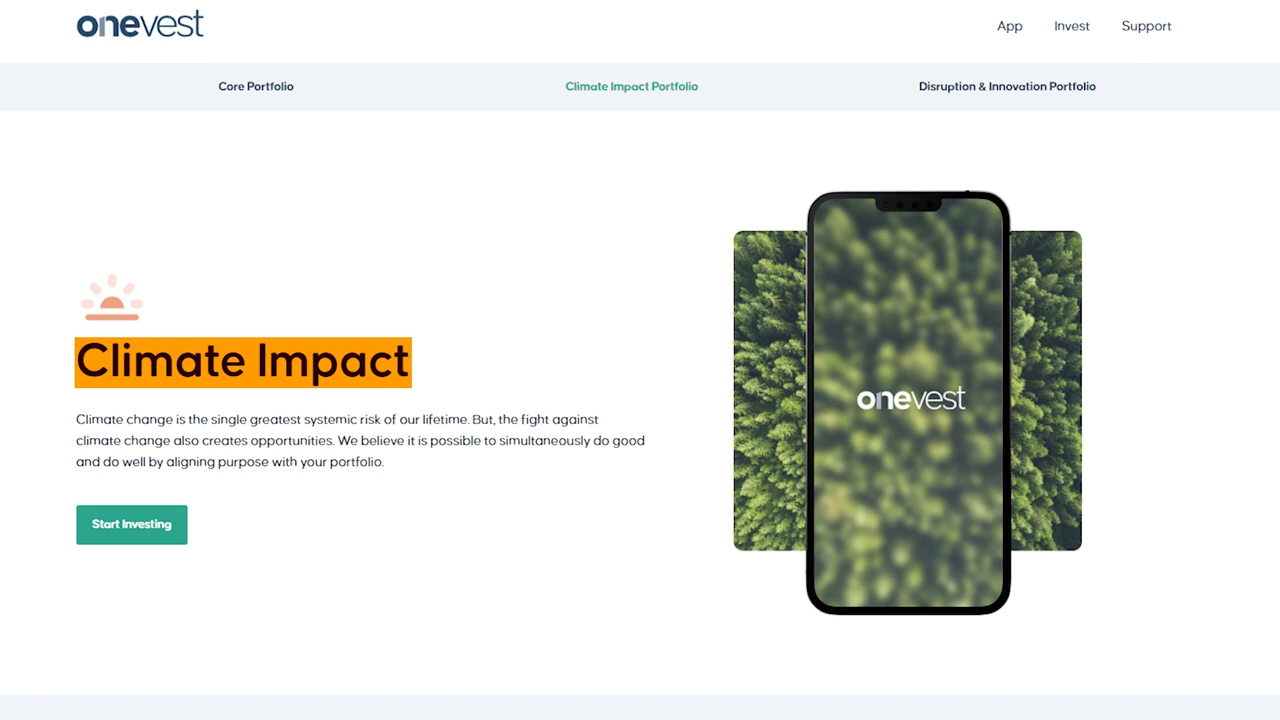 onevest
App Invest Support
Core Portfolio Climate Impact Portfolio Disruption & Innovation Portfolio
Climate Impact
Climate change is the single greatest systemic risk of our lifetime. But, the fight against
climate change also creates opportunities. We believe it is possible to simultaneously do good
and do well by aligning purpose with your portfolio.
Start Investing
onevest